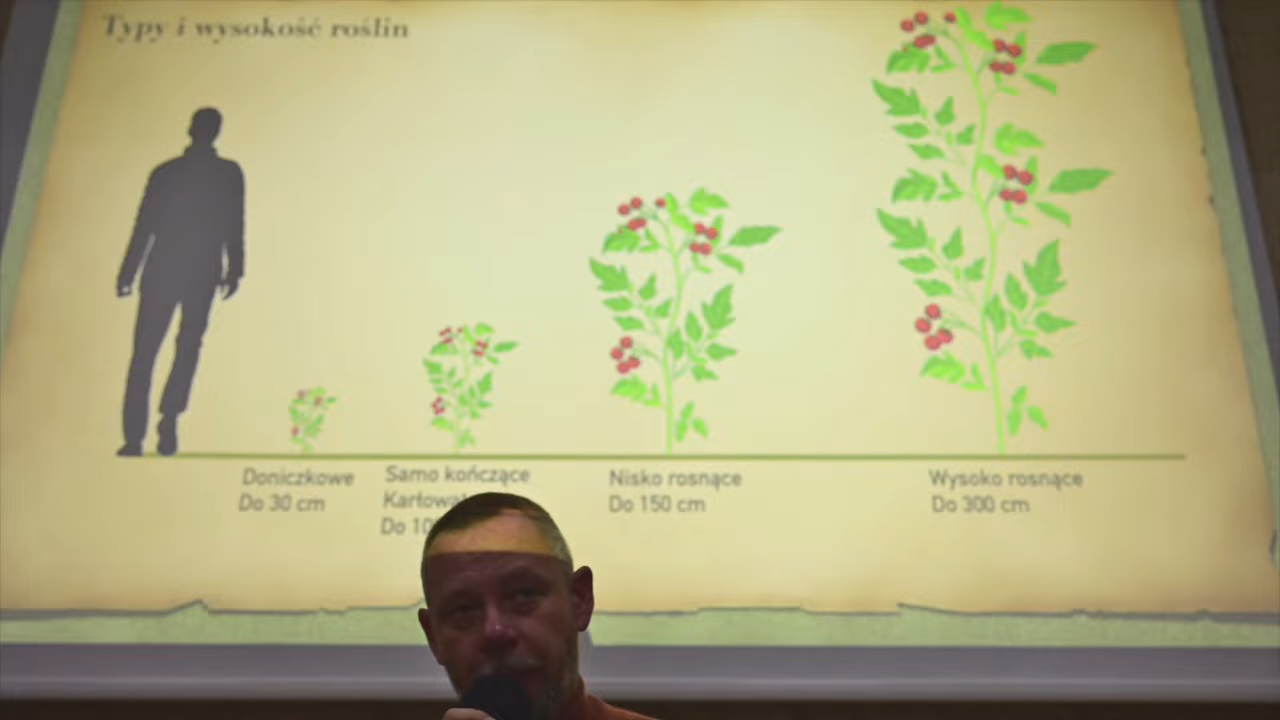 Typy i wysokość roślin
Doniczkowe
Do 30 cm
Samo kończące
Do
Nisko rosnące
Do 150 cm
Wysoko rosnące
Do 300 cm